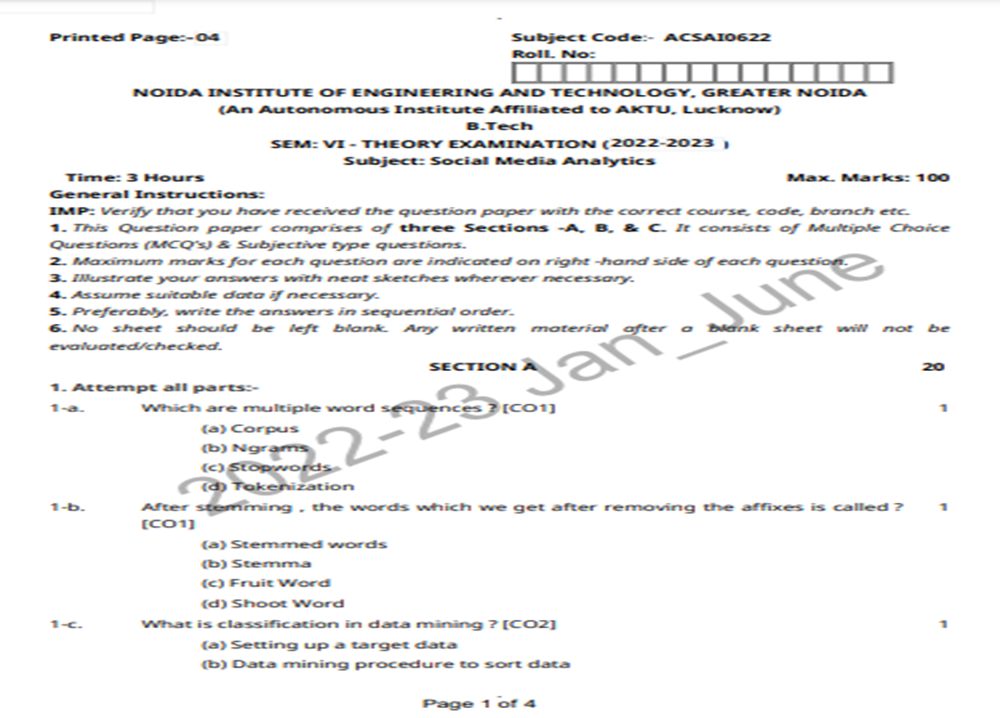 Printed Page:-04
Subject Code:- ACSAI0622
Roll. No:
NOIDA INSTITUTE OF ENGINEERING AND TECHNOLOGY, GREATER NOIDA
(An Autonomous Institute Affiliated to AKTU, Lucknow)
B.Tech
SEM: VI - THEORY EXAMINATION (2022-2023 )
Subject: Social Media Analytics
Time: 3 Hours
Max. Marks: 100
General Instructions:
IMP: Verify that you have received the question paper with the correct course, code, branch etc.
1. This Question paper comprises of three Sections -A, B, & C. It consists of Multiple Choice
Questions (MCQ's) & Subjective type questions.
2. Maximum marks for each question are indicated on right -hand side of each question.
3. Illustrate your answers with neat sketches wherever necessary.
4. Assume suitable data if necessary.
5. Preferably, write the answers in sequential order.
6. No sheet should be left blank. Any written material after a blank sheet will not be
evaluated/checked.
SECTION A 20
1. Attempt all parts:-
1-a. Which are multiple word sequences ? [CO1] 1
(a) Corpus
(b) Ngrams
(c) Stopwords
(d) Tokenization
1-b. After stemming , the words which we get after removing the affixes is called ? 1
[CO1]
(a) Stemmed words
(b) Stemma
(c) Fruit Word
(d) Shoot Word
1-c. What is classification in data mining ? [CO2] 1
(a) Setting up a target data
(b) Data mining procedure to sort data
Page 1 of 4
2022-23 Jan_June